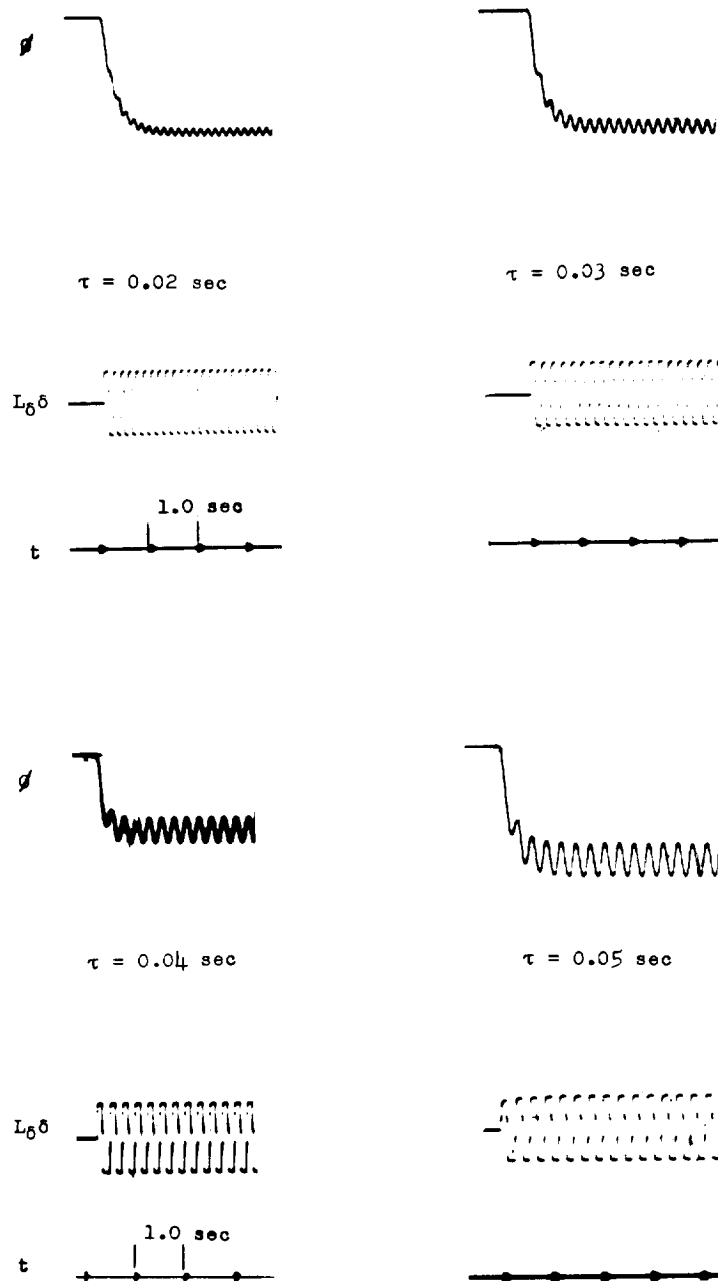 ø
τ = 0.02 sec
τ = 0.03 sec
L_δδ
1.0 sec
t
ø
τ = 0.04 sec
τ = 0.05 sec
L_δδ
1.0 sec
t